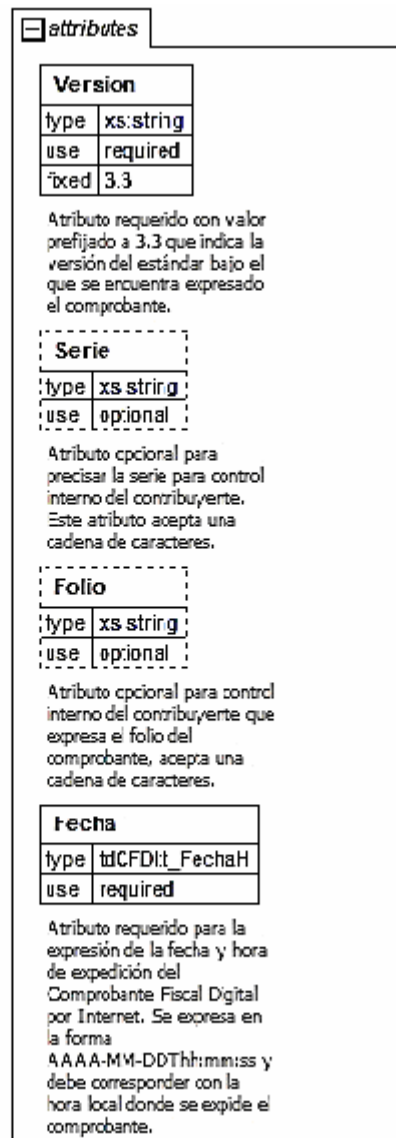 attributes
Version
type xs:string
use required
fixed 3.3
Atributo requerido con valor
prefijado a 3.3 que indica la
versión del estándar bajo el
que se encuentra expresado
el comprobante.
Serie
type xs:string
use optional
Atributo opcional para
precisar la serie para control
interno del contribuyente.
Este atributo acepta una
cadena de caracteres.
Folio
type xs:string
use optional
Atributo opcional para control
interno del contribuyente que
expresa el folio del
comprobante, acepta una
cadena de caracteres.
Fecha
type tdCFDI:t_FechaH
use required
Atributo requerido para la
expresión de la fecha y hora
de expedición del
Comprobante Fiscal Digital
por Internet. Se expresa en
la forma
AAAA-MM-DDThh:mm:ss y
debe corresponder con la
hora local donde se expide el
comprobante.